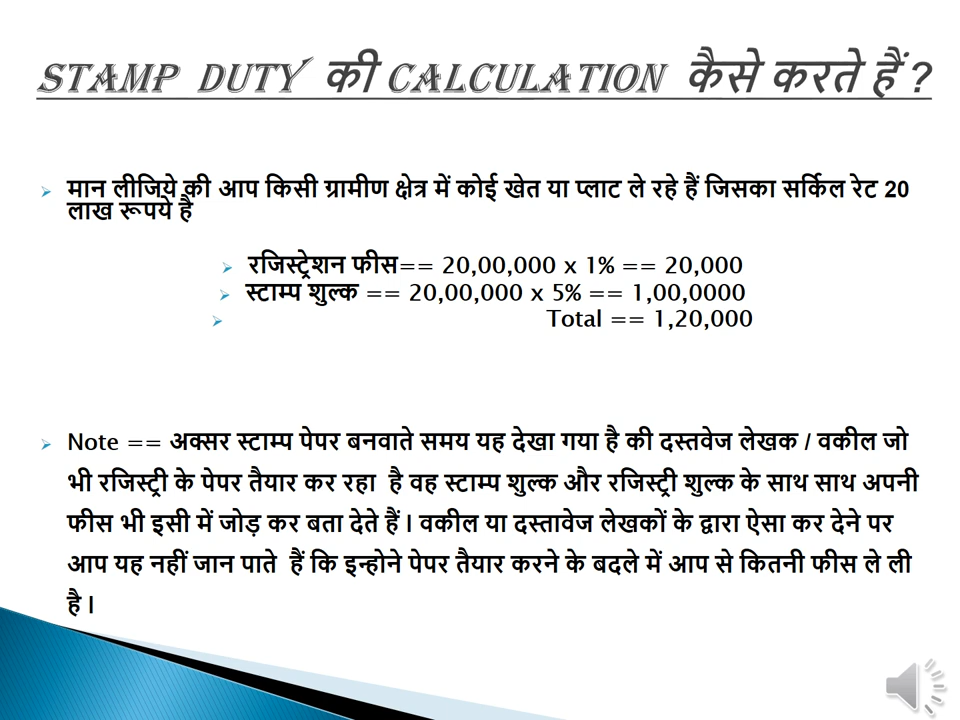 STAMP DUTY की CALCULATION कैसे करते हैं ?
मान लीजिये की आप किसी ग्रामीण क्षेत्र में कोई खेत या प्लाट ले रहे हैं जिसका सर्किल रेट 20
लाख रूपये है
रजिस्ट्रेशन फीस== 20,00,000 x 1% == 20,000
स्टाम्प शुल्क == 20,00,000 x 5% == 1,00,0000
Total == 1,20,000
Note == अक्सर स्टाम्प पेपर बनवाते समय यह देखा गया है की दस्तवेज लेखक / वकील जो
भी रजिस्ट्री के पेपर तैयार कर रहा है वह स्टाम्प शुल्क और रजिस्ट्री शुल्क के साथ साथ अपनी
फीस भी इसी में जोड़ कर बता देते हैं l वकील या दस्तावेज लेखकों के द्वारा ऐसा कर देने पर
आप यह नहीं जान पाते हैं कि इन्होने पेपर तैयार करने के बदले में आप से कितनी फीस ले ली
है l